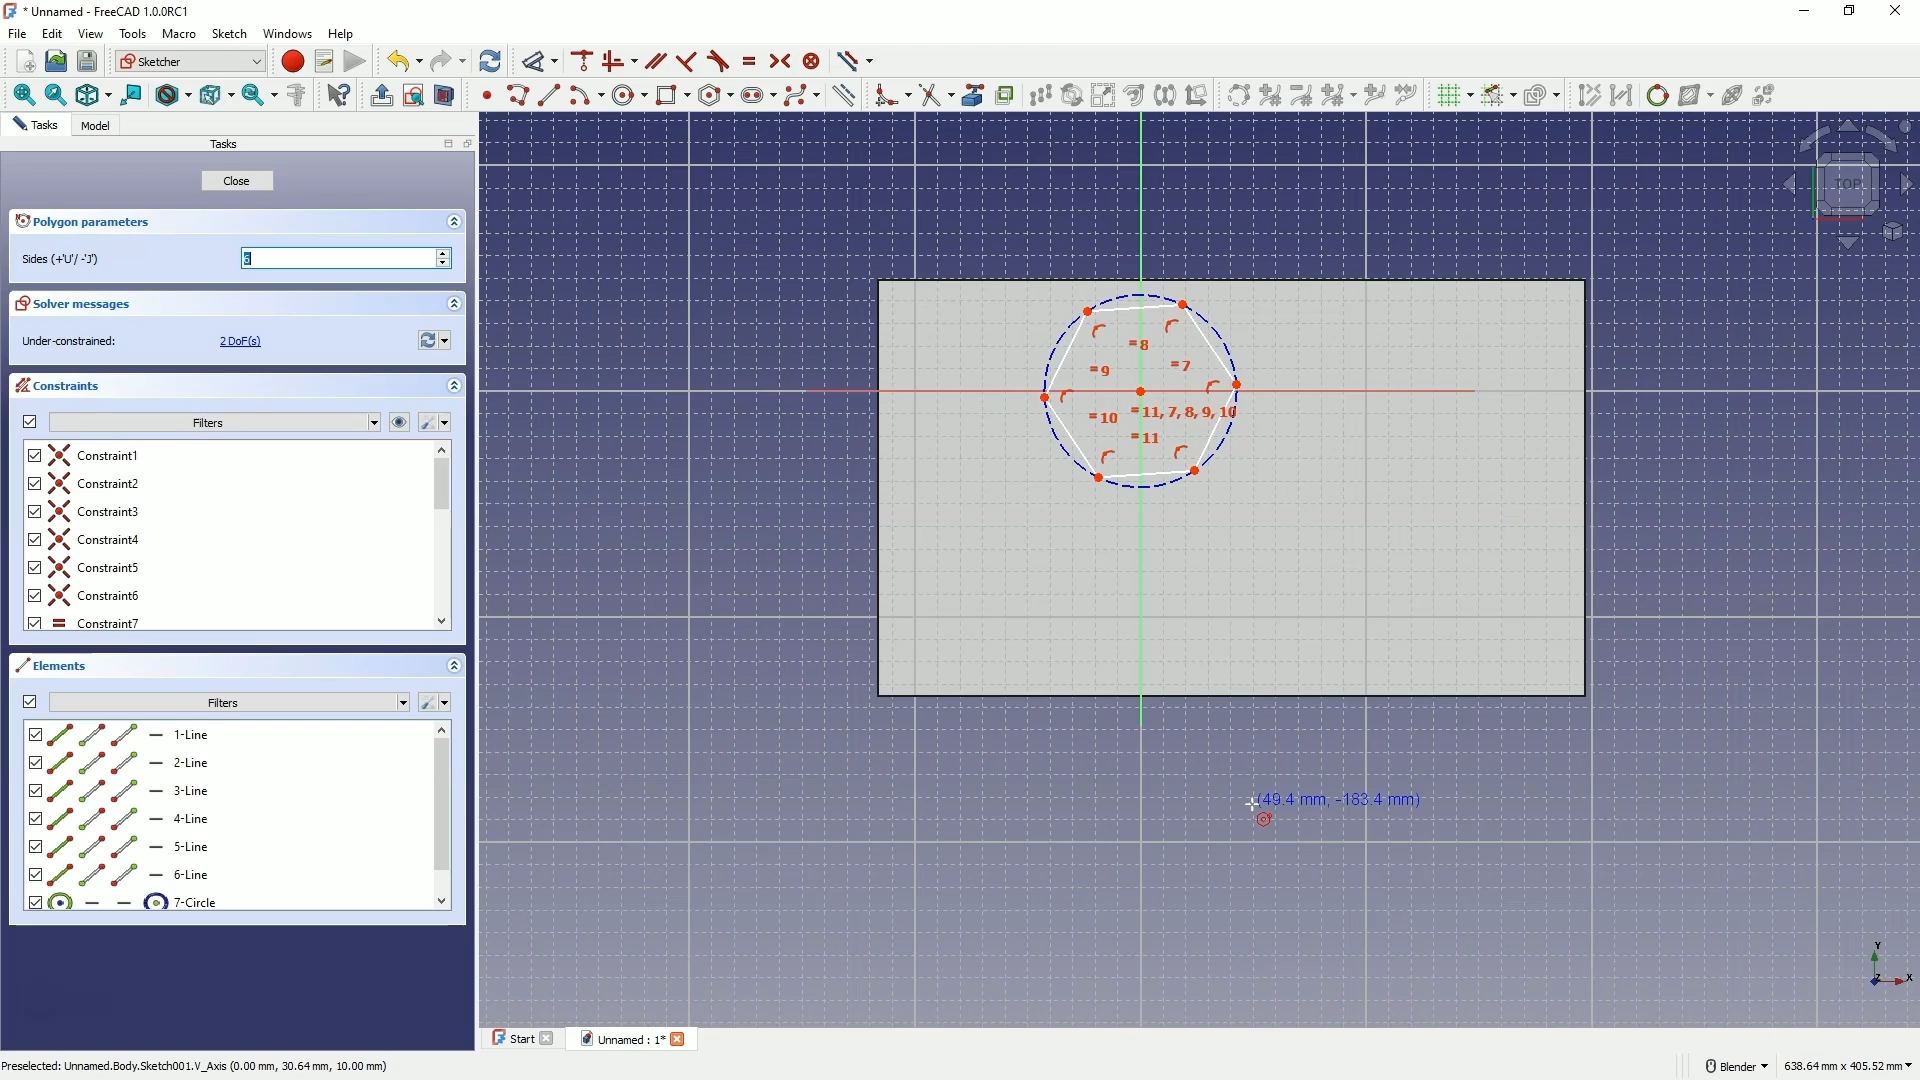 * Unnamed - FreeCAD 1.0.0RC1
File Edit View Tools Macro Sketch Windows Help
Sketcher
Tasks Model
Tasks
Close
Polygon parameters
Sides (+'U'/ -'J') 6
Solver messages
Under-constrained: 2 DoF(s)
Constraints
Filters
Constraint1
Constraint2
Constraint3
Constraint4
Constraint5
Constraint6
Constraint7
Elements
Filters
1-Line
2-Line
3-Line
4-Line
5-Line
6-Line
7-Circle
TOP
=8
=9
=7
=10
=11, 7, 8, 9, 10
=11
(49.4 mm, -183.4 mm)
Y
Z
X
Start
Unnamed : 1*
Preselected: Unnamed.Body.Sketch001.V_Axis (0.00 mm, 30.64 mm, 10.00 mm)
Blender
638.64 mm x 405.52 mm